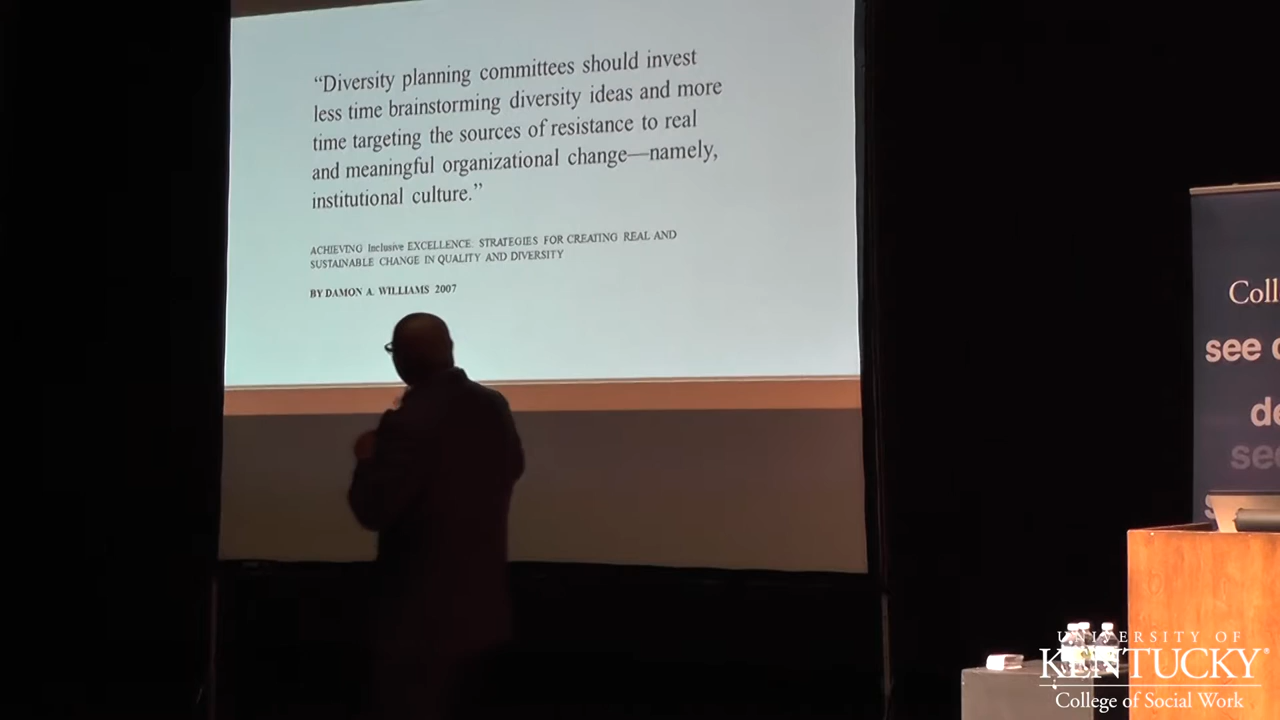 “Diversity planning committees should invest
less time brainstorming diversity ideas and more
time targeting the sources of resistance to real
and meaningful organizational change—namely,
institutional culture.”
ACHIEVING Inclusive EXCELLENCE: STRATEGIES FOR CREATING REAL AND
SUSTAINABLE CHANGE IN QUALITY AND DIVERSITY
BY DAMON A. WILLIAMS 2007
Coll
see
de
see
UNIVERSITY OF
KENTUCKY®
College of Social Work